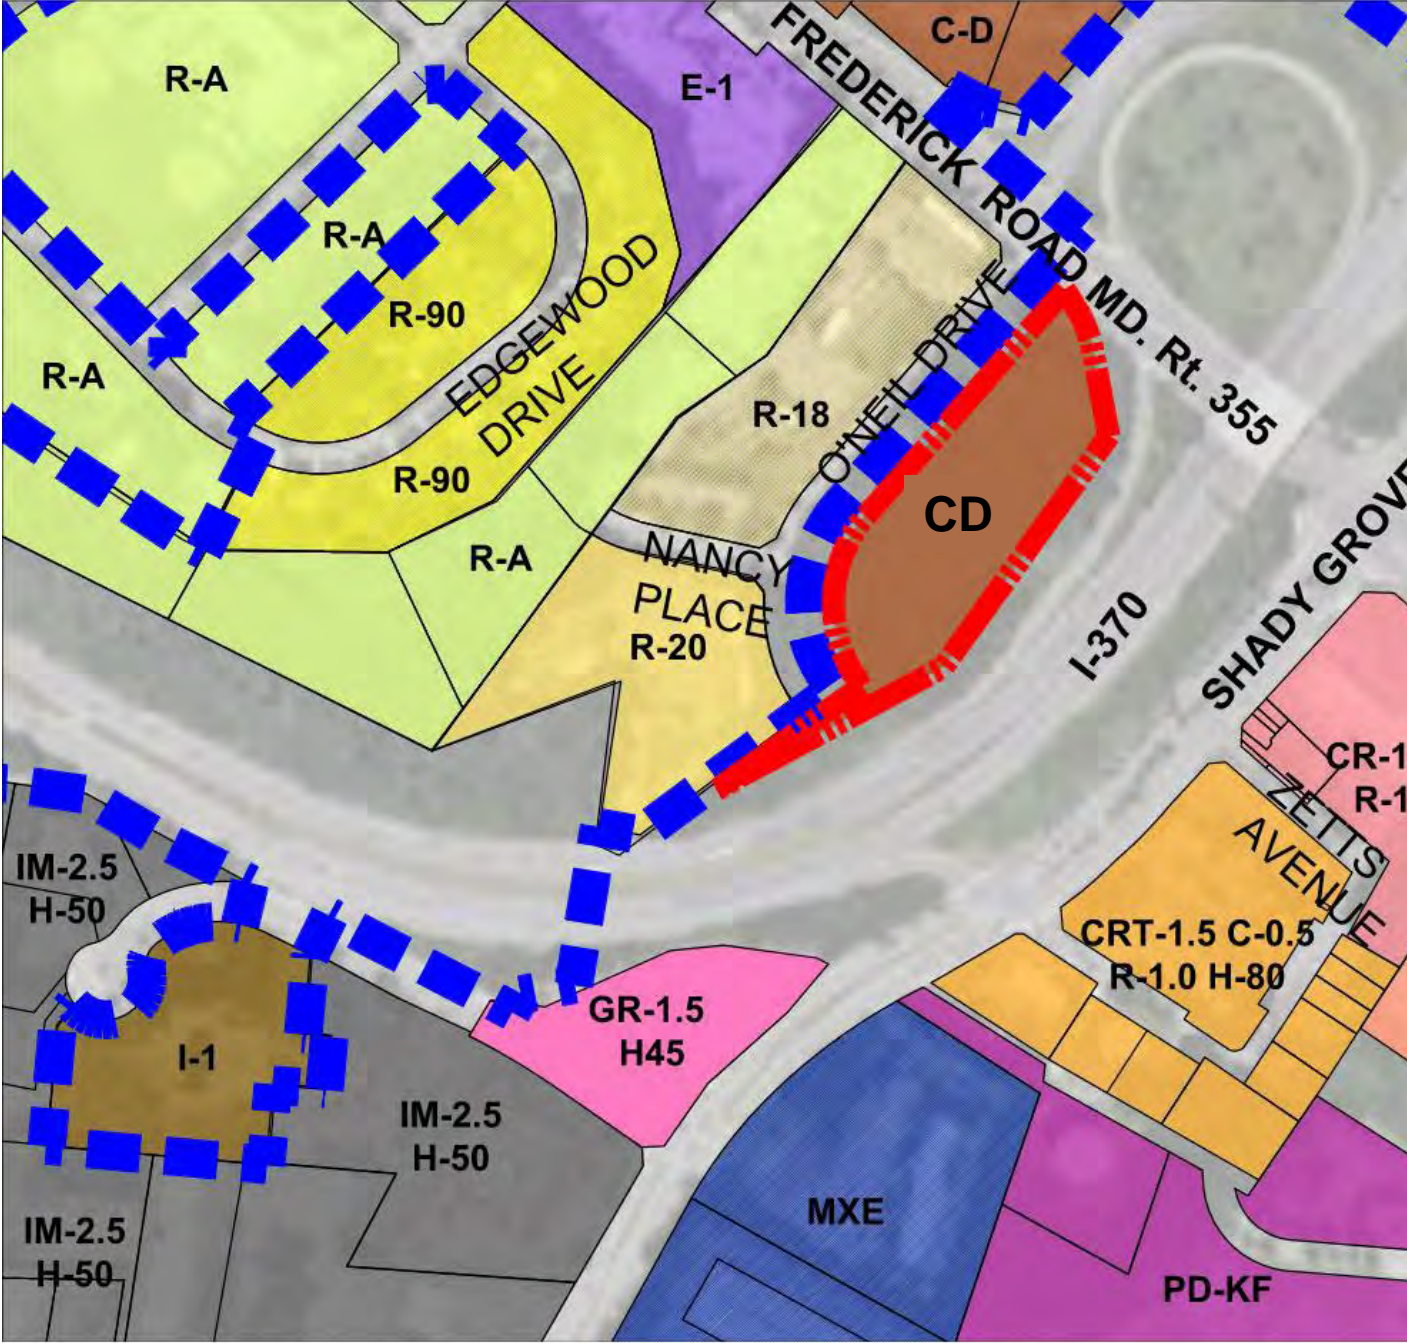 C-D
R-A
E-1
FREDERICK ROAD MD. Rt. 355
R-A
R-90
EDGEWOOD
DRIVE
O'NEIL DRIVE
R-A
R-18
R-90
CD
SHADY GROVE
NANCY
PLACE
R-A
R-20
I-370
CR-1
R-1
ZETTS
AVENUE
IM-2.5
H-50
CRT-1.5 C-0.5
R-1.0 H-80
GR-1.5
H45
I-1
IM-2.5
H-50
MXE
IM-2.5
H-50
PD-KF